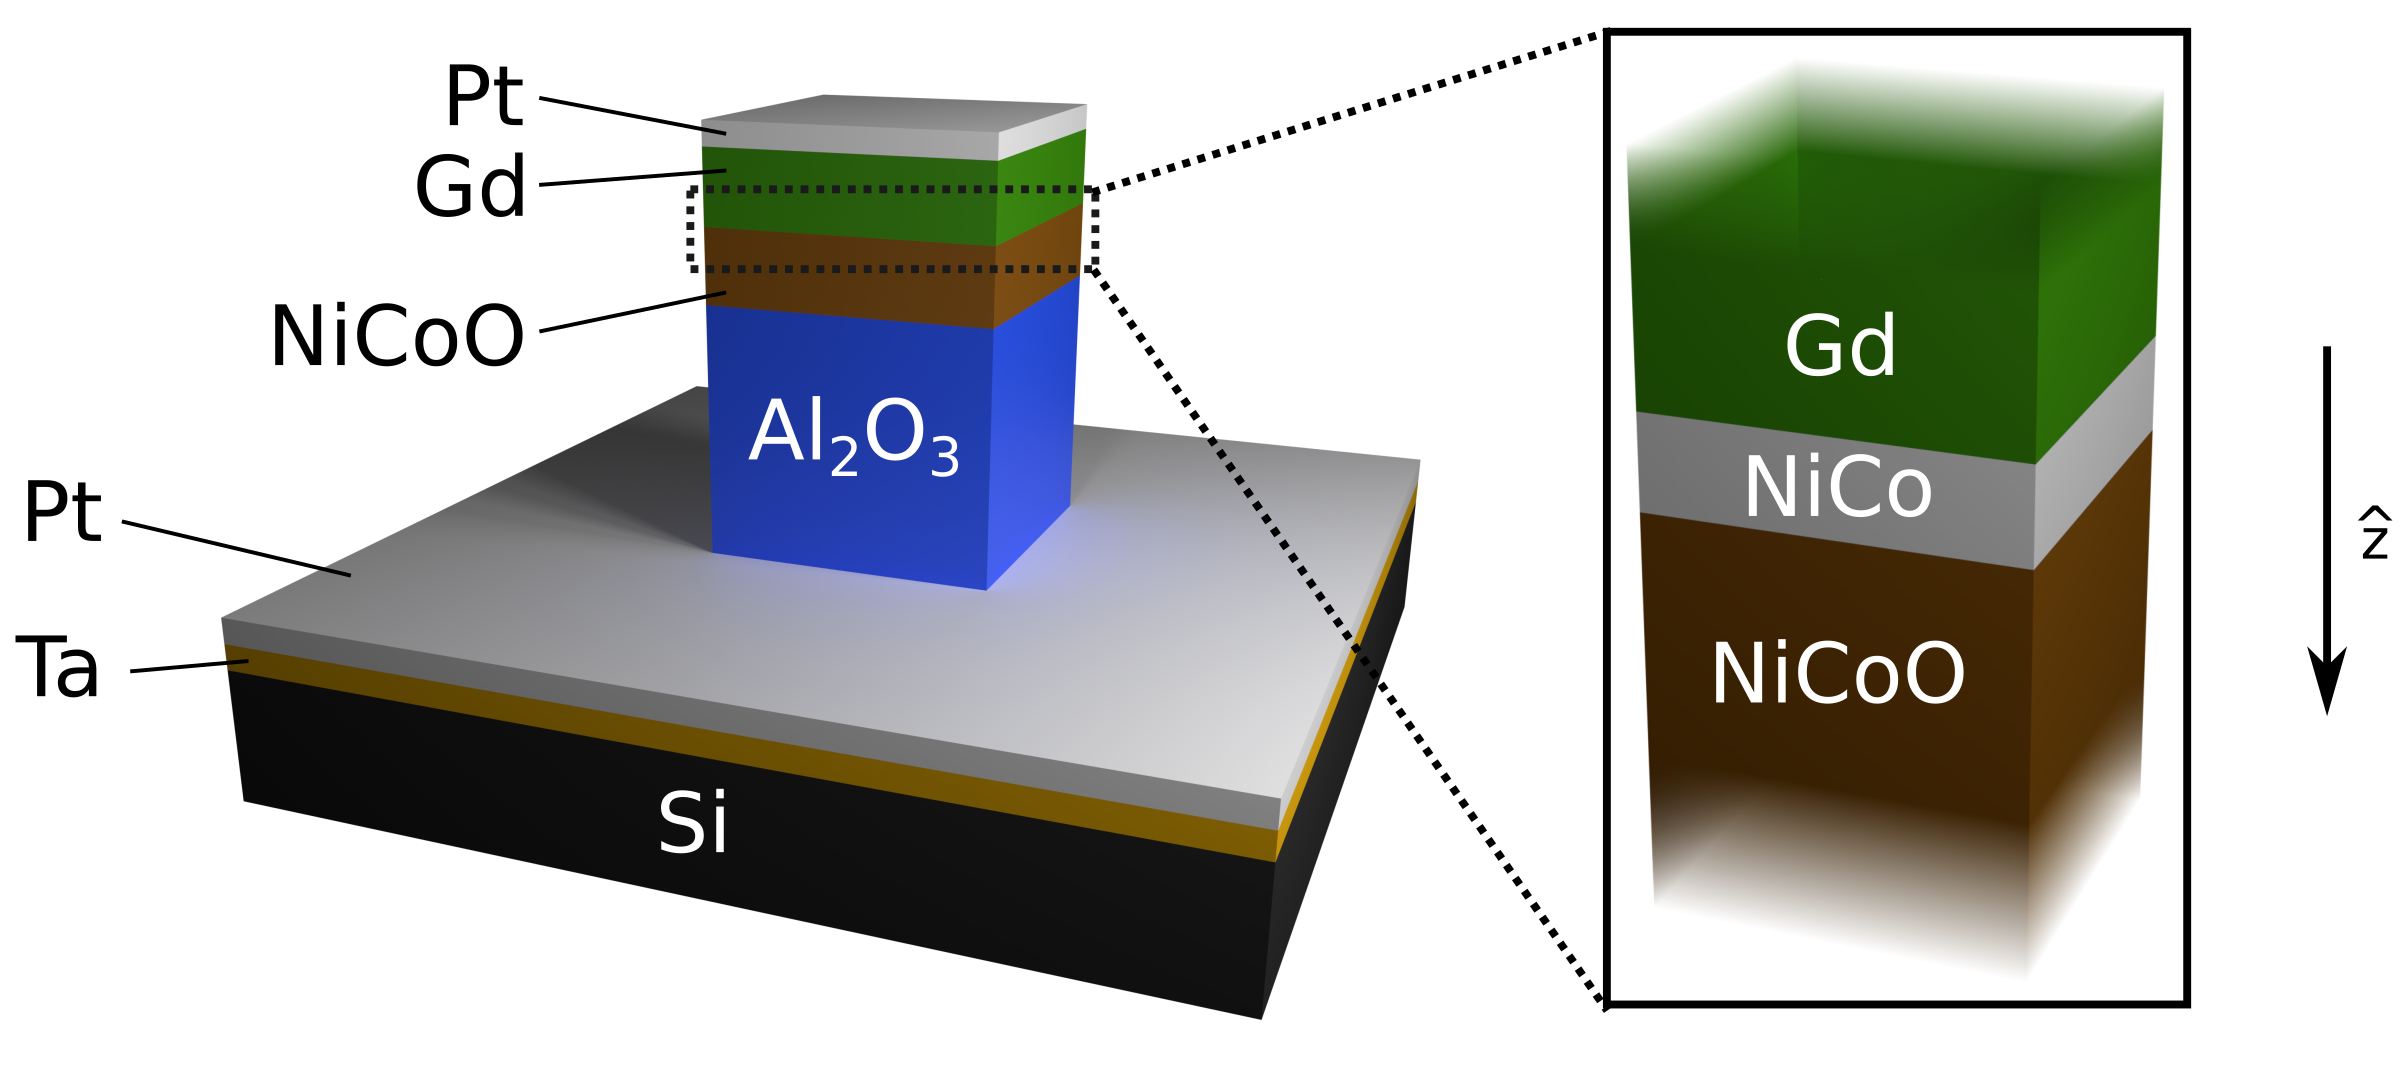 Pt
Gd
NiCoO
Al₂O₃
Pt
Ta
Si
Gd
NiCo
NiCoO
ẑ